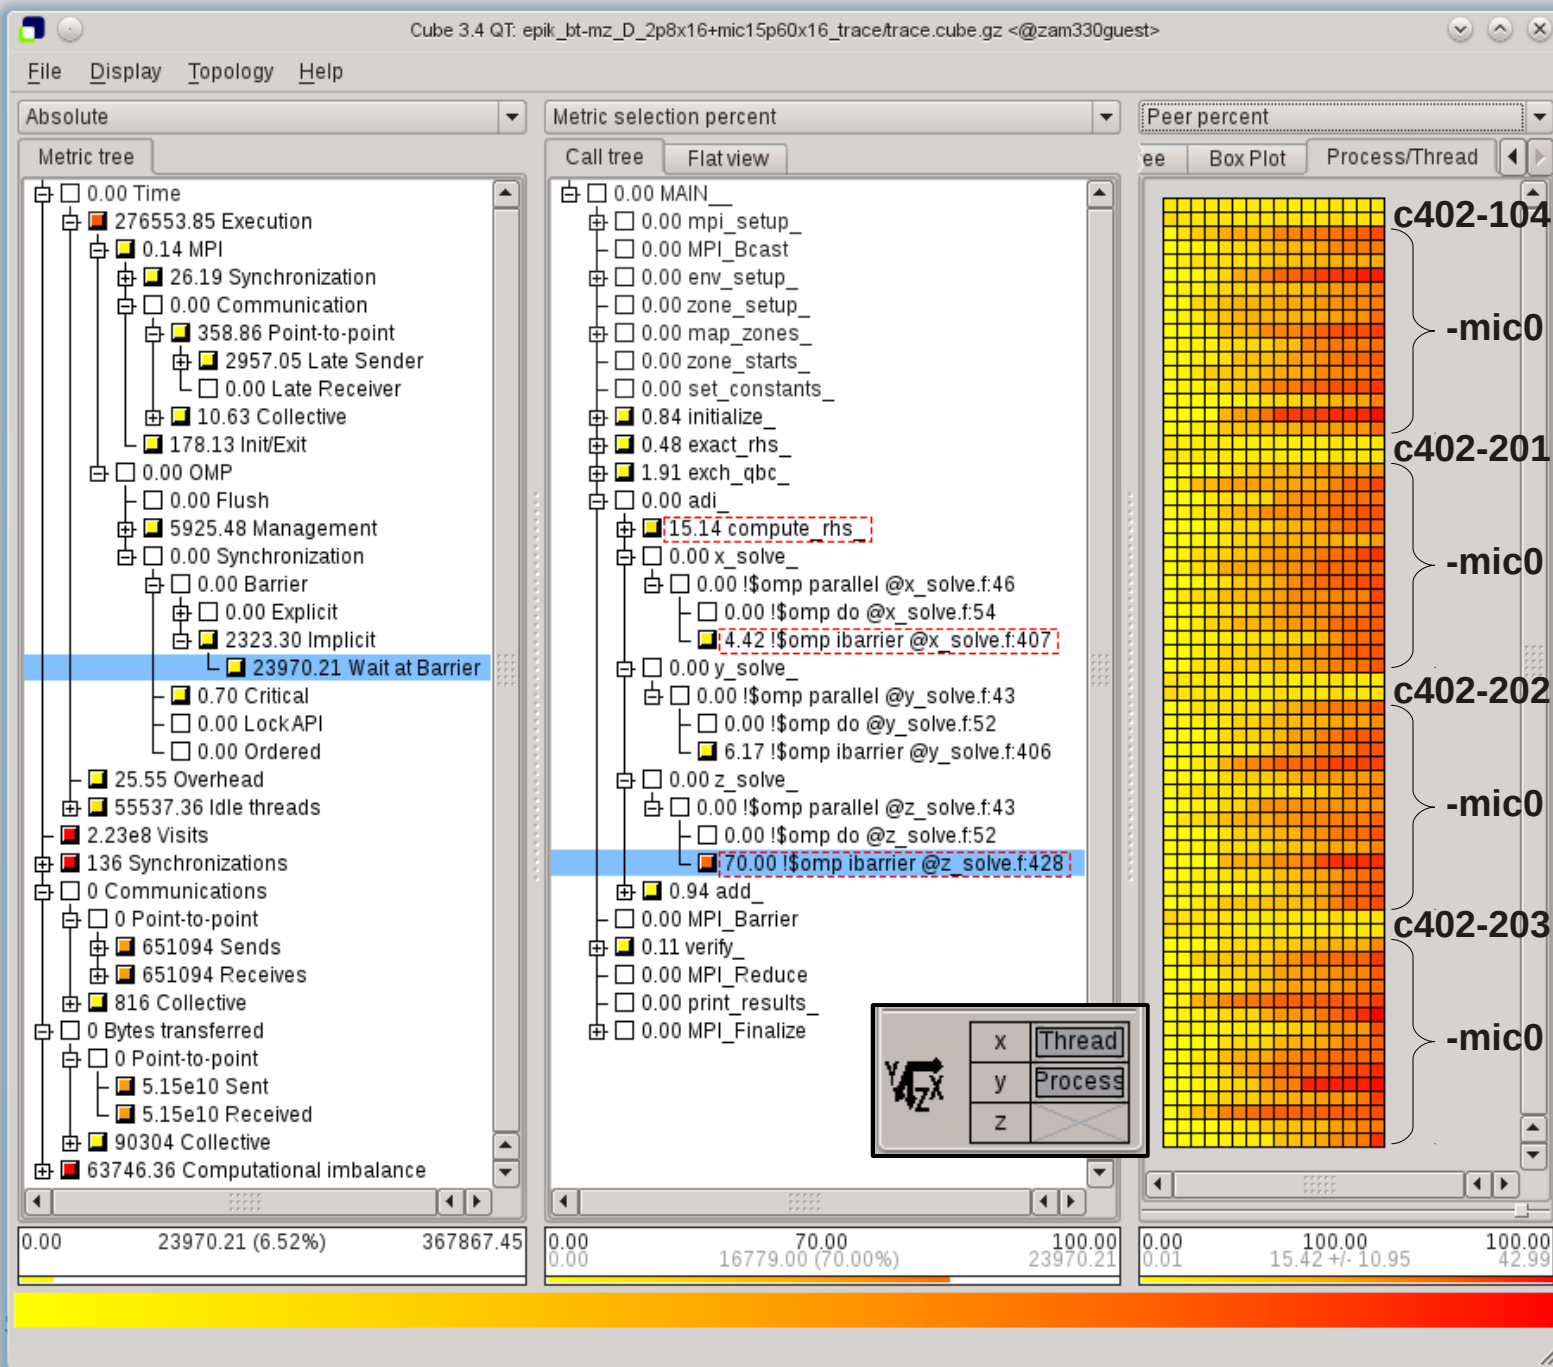 Cube 3.4 QT: epik_bt-mz_D_2p8x16+mic15p60x16_trace/trace.cube.gz <@zam330guest>
File Display Topology Help
Absolute
Metric tree
0.00 Time
276553.85 Execution
0.14 MPI
26.19 Synchronization
0.00 Communication
358.86 Point-to-point
2957.05 Late Sender
0.00 Late Receiver
10.63 Collective
178.13 Init/Exit
0.00 OMP
0.00 Flush
5925.48 Management
0.00 Synchronization
0.00 Barrier
0.00 Explicit
2323.30 Implicit
23970.21 Wait at Barrier
0.70 Critical
0.00 Lock API
0.00 Ordered
25.55 Overhead
55537.36 Idle threads
2.23e8 Visits
136 Synchronizations
0 Communications
0 Point-to-point
651094 Sends
651094 Receives
816 Collective
0 Bytes transferred
0 Point-to-point
5.15e10 Sent
5.15e10 Received
90304 Collective
63746.36 Computational imbalance
0.00 23970.21 (6.52%) 367867.45
Metric selection percent
Call tree Flat view
0.00 MAIN__
0.00 mpi_setup_
0.00 MPI_Bcast
0.00 env_setup_
0.00 zone_setup_
0.00 map_zones_
0.00 zone_starts_
0.00 set_constants_
0.84 initialize_
0.48 exact_rhs_
1.91 exch_qbc_
0.00 adi_
15.14 compute_rhs_
0.00 x_solve_
0.00 !$omp parallel @x_solve.f:46
0.00 !$omp do @x_solve.f:54
4.42 !$omp ibarrier @x_solve.f:407
0.00 y_solve_
0.00 !$omp parallel @y_solve.f:43
0.00 !$omp do @y_solve.f:52
6.17 !$omp ibarrier @y_solve.f:406
0.00 z_solve_
0.00 !$omp parallel @z_solve.f:43
0.00 !$omp do @z_solve.f:52
70.00 !$omp ibarrier @z_solve.f:428
0.94 add_
0.00 MPI_Barrier
0.11 verify_
0.00 MPI_Reduce
0.00 print_results_
0.00 MPI_Finalize
0.00 70.00 100.00
0.00 16779.00 (70.00%) 23970.21
Y X Z
x Thread
y Process
z
Peer percent
ee Box Plot Process/Thread
c402-104
-mic0
c402-201
-mic0
c402-202
-mic0
c402-203
-mic0
0.00 100.00 100.00
0.01 15.42 +/- 10.95 42.99